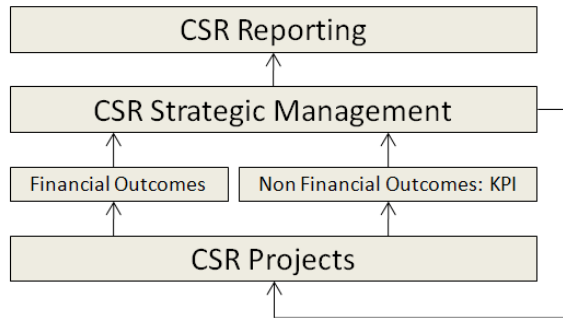 CSR Reporting
CSR Strategic Management
Financial Outcomes
Non Financial Outcomes: KPI
CSR Projects